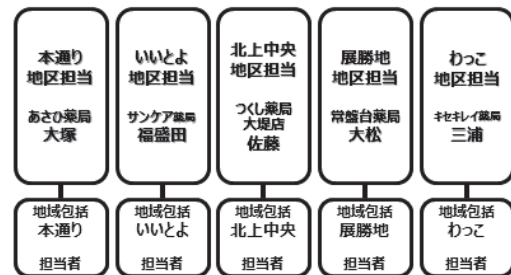 本通り
地区担当
あさひ薬局
大塚
いいとよ
地区担当
サンケア薬局
福盛田
北上中央
地区担当
つくし薬局
大堤店
佐藤
展勝地
地区担当
常盤台薬局
大松
わっこ
地区担当
キセキレイ薬局
三浦
地域包括
本通り
担当者
地域包括
いいとよ
担当者
地域包括
北上中央
担当者
地域包括
展勝地
担当者
地域包括
わっこ
担当者